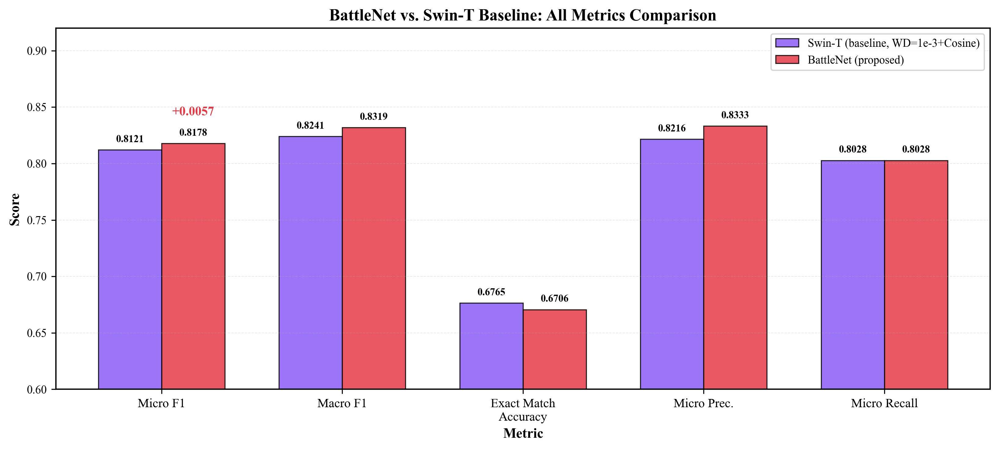 BattleNet vs. Swin-T Baseline: All Metrics Comparison
Swin-T (baseline, WD=1e-3+Cosine)
BattleNet (proposed)
Score
0.90
0.85
0.80
0.75
0.70
0.65
0.60
+0.0057
0.8121
0.8178
0.8241
0.8319
0.6765
0.6706
0.8216
0.8333
0.8028
0.8028
Micro F1
Macro F1
Exact Match
Accuracy
Micro Prec.
Micro Recall
Metric